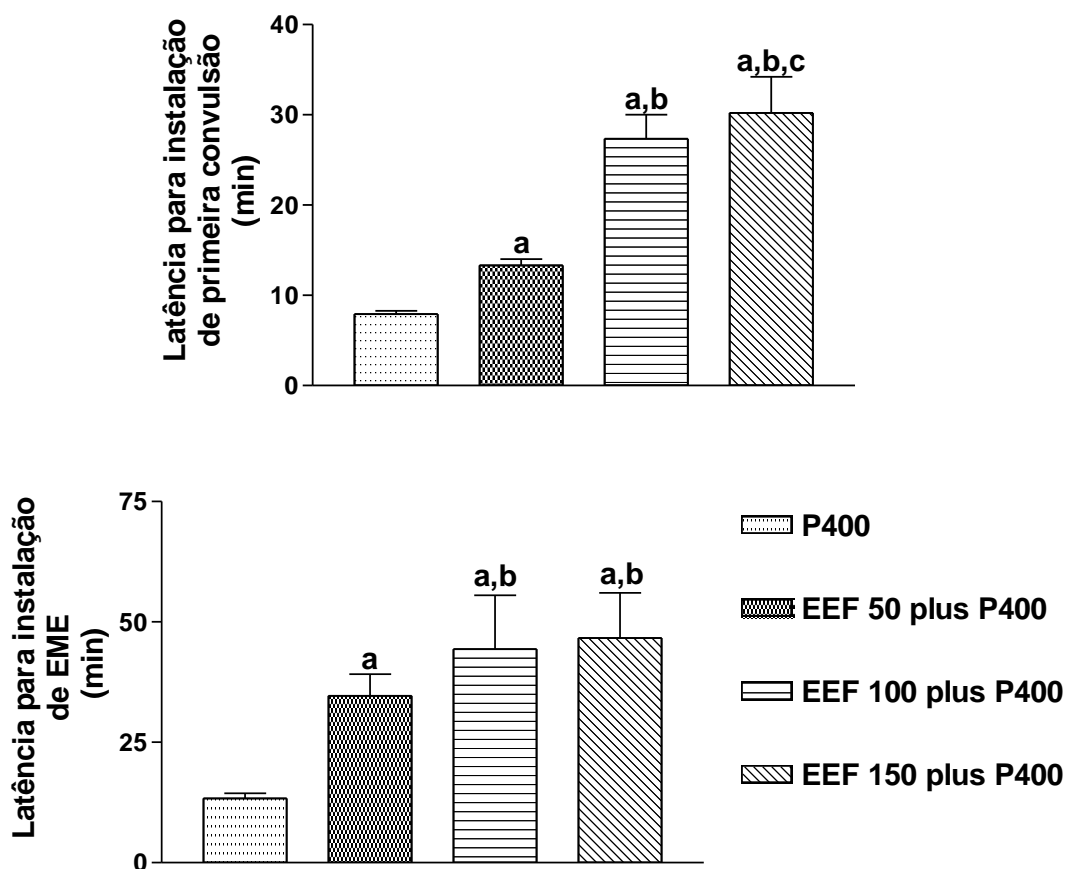 Latência para instalação
de primeira convulsão
(min)
40
30
20
10
0
a
a,b
a,b,c
Latência para instalação
de EME
(min)
75
50
25
0
a
a,b
a,b
P400
EEF 50 plus P400
EEF 100 plus P400
EEF 150 plus P400